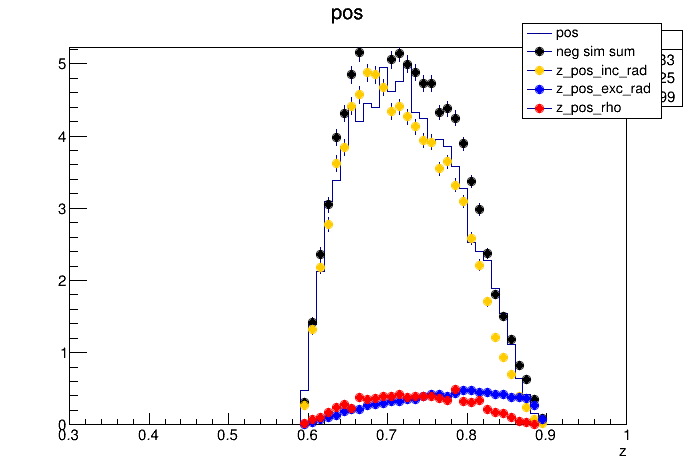 pos
pos
neg sim sum
z_pos_inc_rad
z_pos_exc_rad
z_pos_rho
33
25
99
5
4
3
2
1
0
0.3 0.4 0.5 0.6 0.7 0.8 0.9 1
z